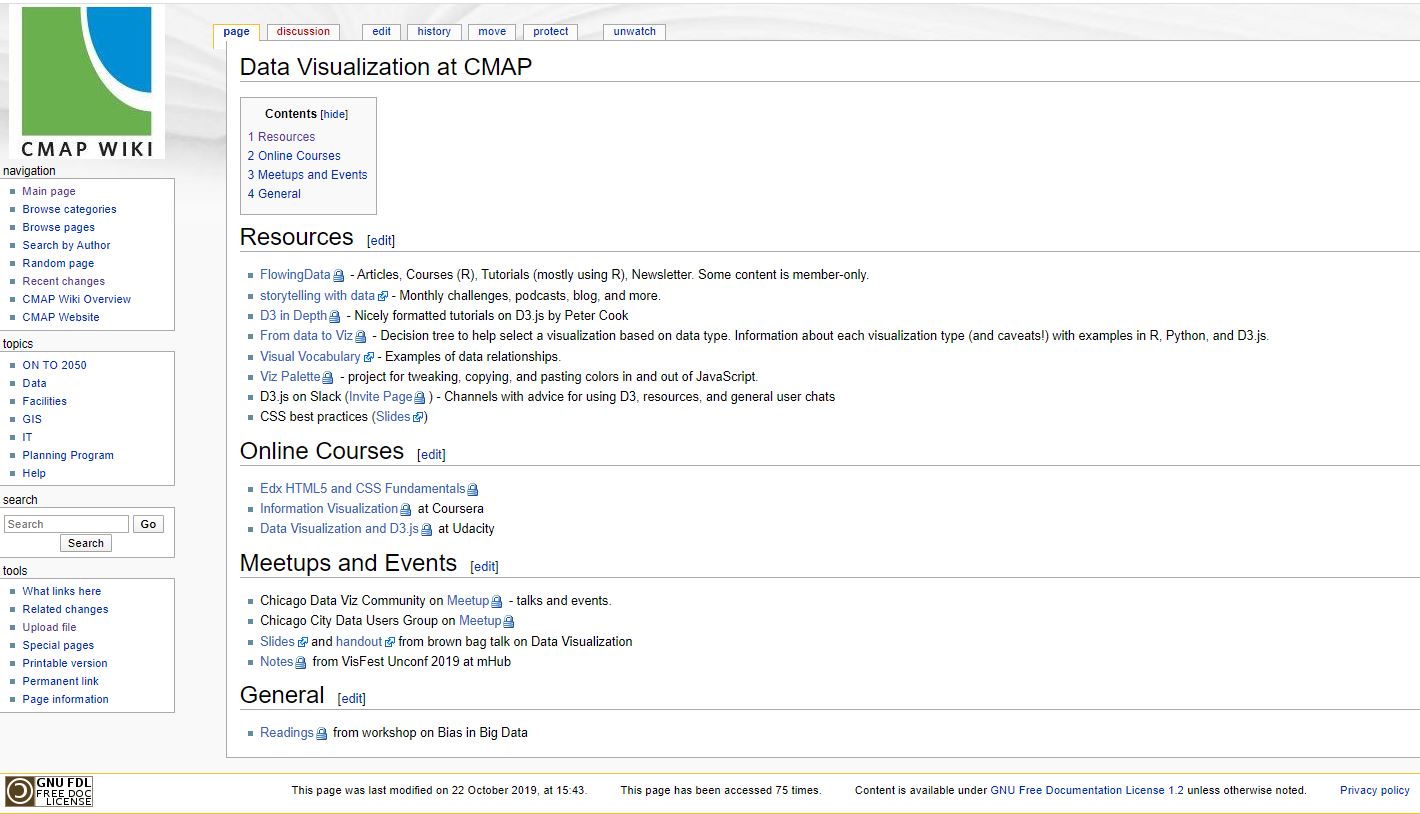 CMAP WIKI
page discussion edit history move protect unwatch
Data Visualization at CMAP
Contents [hide]
1 Resources
2 Online Courses
3 Meetups and Events
4 General
Resources [edit]
FlowingData - Articles, Courses (R), Tutorials (mostly using R), Newsletter. Some content is member-only.
storytelling with data - Monthly challenges, podcasts, blog, and more.
D3 in Depth - Nicely formatted tutorials on D3.js by Peter Cook
From data to Viz - Decision tree to help select a visualization based on data type. Information about each visualization type (and caveats!) with examples in R, Python, and D3.js.
Visual Vocabulary - Examples of data relationships.
Viz Palette - project for tweaking, copying, and pasting colors in and out of JavaScript.
D3.js on Slack (Invite Page ) - Channels with advice for using D3, resources, and general user chats
CSS best practices (Slides)
Online Courses [edit]
Edx HTML5 and CSS Fundamentals
Information Visualization at Coursera
Data Visualization and D3.js at Udacity
Meetups and Events [edit]
Chicago Data Viz Community on Meetup - talks and events.
Chicago City Data Users Group on Meetup
Slides and handout from brown bag talk on Data Visualization
Notes from VisFest Unconf 2019 at mHub
General [edit]
Readings from workshop on Bias in Big Data
navigation
Main page
Browse categories
Browse pages
Search by Author
Random page
Recent changes
CMAP Wiki Overview
CMAP Website
topics
ON TO 2050
Data
Facilities
GIS
IT
Planning Program
Help
search
Search Go
Search
tools
What links here
Related changes
Upload file
Special pages
Printable version
Permanent link
Page information
GNU FDL
FREE DOC
LICENSE
This page was last modified on 22 October 2019, at 15:43. This page has been accessed 75 times. Content is available under GNU Free Documentation License 1.2 unless otherwise noted. Privacy policy